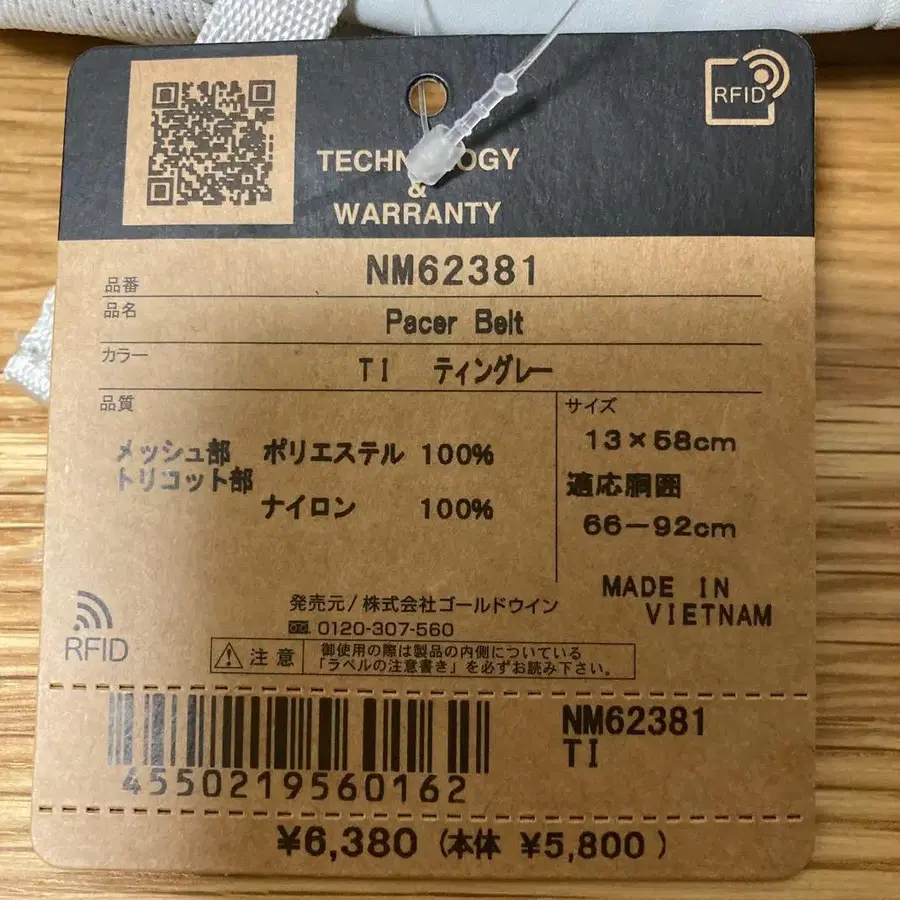 RFID
TECHNOLOGY
&
WARRANTY
品番 NM62381
品名 Pacer Belt
カラー TI ティングレー
品質
メッシュ部 ポリエステル 100%
トリコット部
ナイロン 100%
サイズ
13×58cm
適応胴囲
66-92cm
MADE IN
VIETNAM
発売元/株式会社ゴールドウイン
0120-307-560
RFID
注意 御使用の際は製品の内側についている
「ラベルの注意書き」を必ずお読み下さい。
NM62381
TI
4550219560162
¥6,380 (本体 ¥5,800)